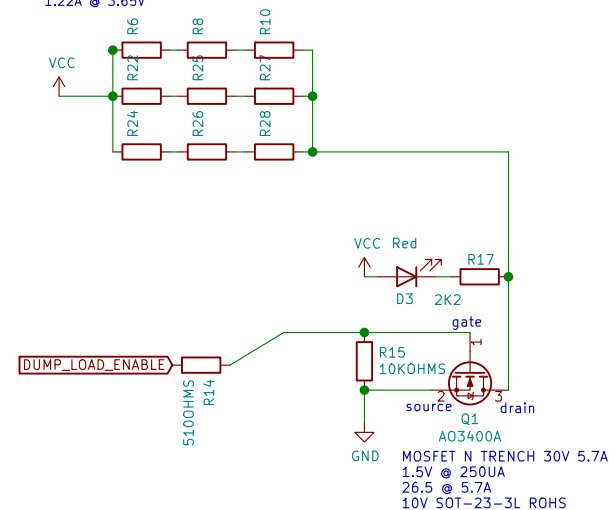 1.22A @ 3.65V
R6
R8
R10
VCC
R22
R25
R27
R24
R26
R28
VCC Red
R17
D3
2K2
gate
1
DUMP_LOAD_ENABLE
R15
10KOHMS
510OHMS
R14
2
3
source
drain
Q1
AO3400A
GND
MOSFET N TRENCH 30V 5.7A
1.5V @ 250UA
26.5 @ 5.7A
10V SOT-23-3L ROHS